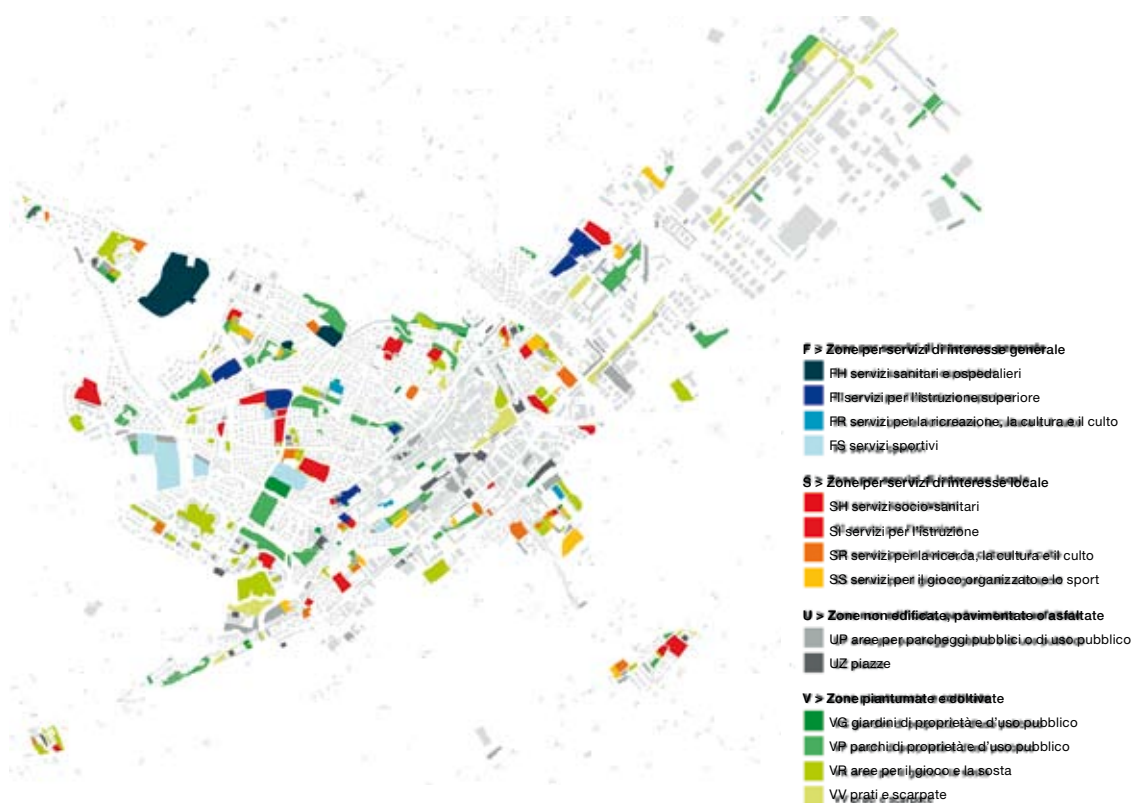 F > Zone per servizi di interesse generale
FH servizi sanitari e ospedalieri
FI servizi per l'istruzione superiore
FR servizi per la ricreazione, la cultura e il culto
FS servizi sportivi
S > Zone per servizi d'interesse locale
SH servizi socio-sanitari
SI servizi per l'istruzione
SR servizi per la ricerca, la cultura e il culto
SS servizi per il gioco organizzato e lo sport
U > Zone non edificate, pavimentate o asfaltate
UP aree per parcheggi pubblici o di uso pubblico
UZ piazze
V > Zone piantumate e coltivate
VG giardini di proprietà e d'uso pubblico
VP parchi di proprietà e d'uso pubblico
VR aree per il gioco e la sosta
VV prati e scarpate